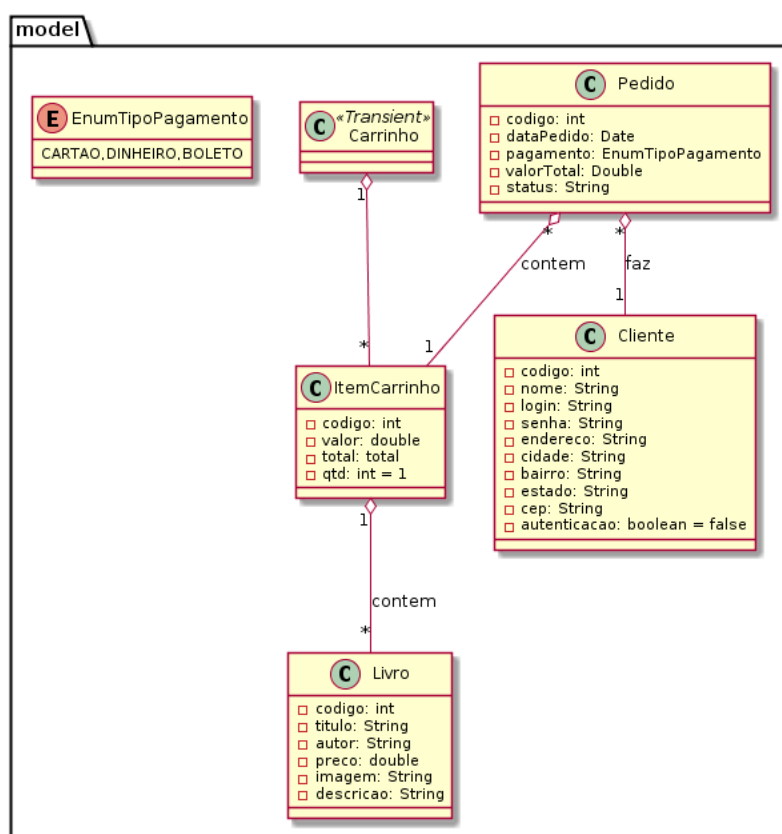 model
E EnumTipoPagamento
CARTAO,DINHEIRO,BOLETO
C «Transient»
Carrinho
C Pedido
codigo: int
dataPedido: Date
pagamento: EnumTipoPagamento
valorTotal: Double
status: String
1
*
contem
*
faz
*
1
1
C Cliente
codigo: int
nome: String
login: String
senha: String
endereco: String
cidade: String
bairro: String
estado: String
cep: String
autenticacao: boolean = false
C ItemCarrinho
codigo: int
valor: double
total: total
qtd: int = 1
1
contem
*
C Livro
codigo: int
titulo: String
autor: String
preco: double
imagem: String
descricao: String